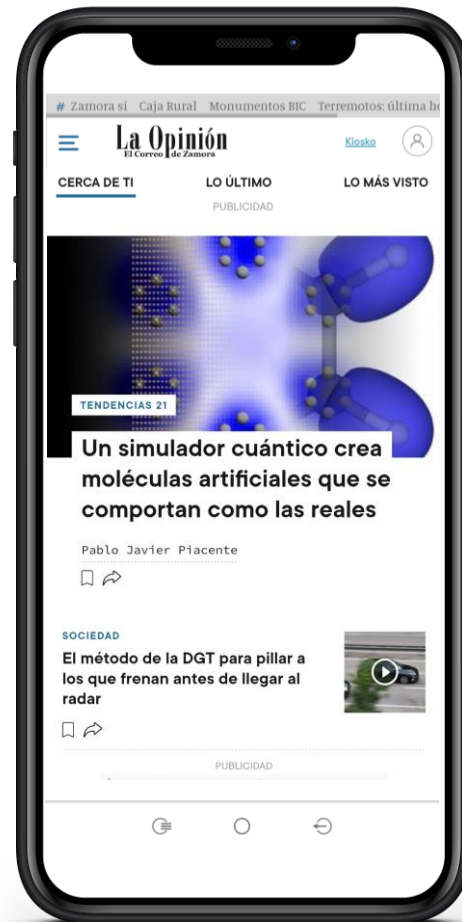 # Zamora sí Caja Rural Monumentos BIC Terremotos: última
La Opinión
El Correo de Zamora
Kiosko
CERCA DE TI LO ÚLTIMO LO MÁS VISTO
PUBLICIDAD
TENDENCIAS 21
Un simulador cuántico crea
moléculas artificiales que se
comportan como las reales
Pablo Javier Piacente
SOCIEDAD
El método de la DGT para pillar a
los que frenan antes de llegar al
radar
PUBLICIDAD